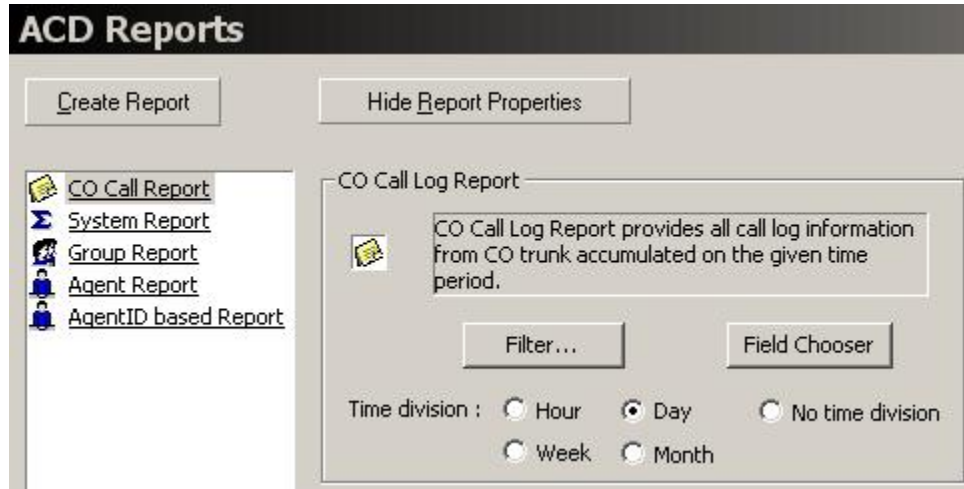 ACD Reports
Create Report
Hide Report Properties
CO Call Report
System Report
Group Report
Agent Report
AgentID based Report
CO Call Log Report
CO Call Log Report provides all call log information
from CO trunk accumulated on the given time
period.
Filter...
Field Chooser
Time division : Hour Day No time division
Week Month